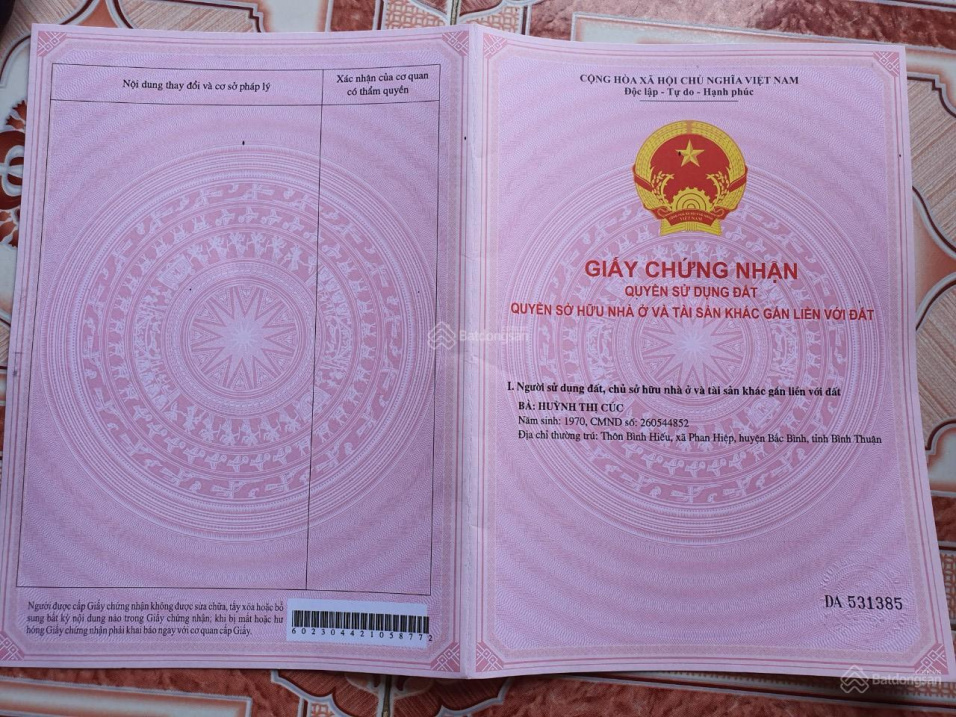 Nội dung thay đổi và cơ sở pháp lý
Xác nhận của cơ quan
có thẩm quyền
Người được cấp Giấy chứng nhận không được sửa chữa, tẩy xóa hoặc bổ
sung bất kỳ nội dung nào trong Giấy chứng nhận; khi bị mất hoặc hư
hỏng Giấy chứng nhận phải khai báo ngay với cơ quan cấp Giấy.
602304421058772
CỘNG HÒA XÃ HỘI CHỦ NGHĨA VIỆT NAM
Độc lập - Tự do - Hạnh phúc
VIỆT NAM
GIẤY CHỨNG NHẬN
QUYỀN SỬ DỤNG ĐẤT
QUYỀN SỞ HỮU NHÀ Ở VÀ TÀI SẢN KHÁC GẮN LIỀN VỚI ĐẤT
I. Người sử dụng đất, chủ sở hữu nhà ở và tài sản khác gắn liền với đất
BÀ: HUỲNH THỊ CÚC
Năm sinh: 1970, CMND số: 260544852
Địa chỉ thường trú: Thôn Bình Hiếu, xã Phan Hiệp, huyện Bắc Bình, tỉnh Bình Thuận
DA 531385
Batdongsan
Batdongsan